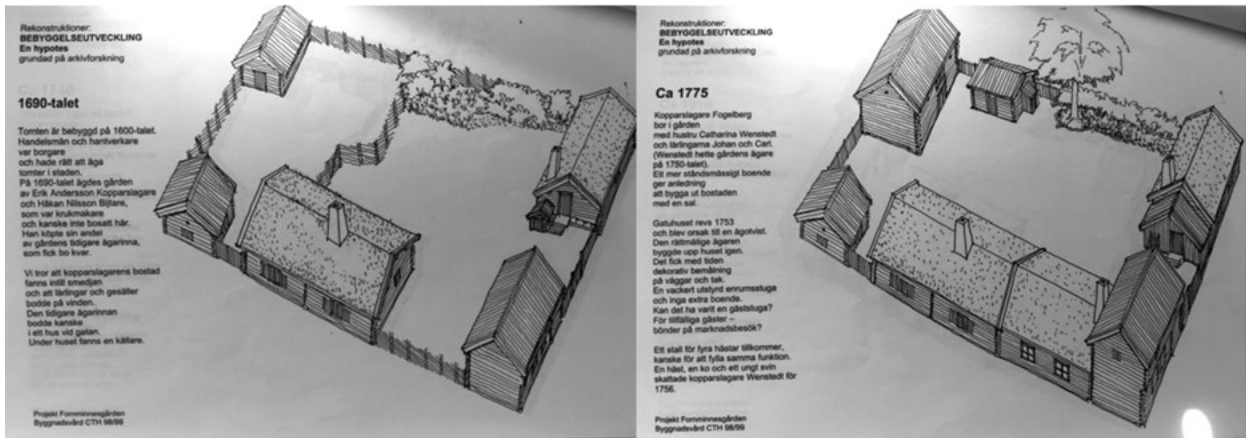 Rekonstruktioner:
BEBYGGELSEUTVECKLING
En hypotes
grundad på arkivforskning
1690-talet
Tomten är bebyggd på 1600-talet.
Handelsmän och hantverkare
var borgare
och hade rätt att äga
tomter i staden.
På 1690-talet ägdes gården
av Erik Andersson Kopparslagare
och Håkan Nilsson Bijtare,
som var krukmakare
och kanske inte bosatt här.
Han köpte sin andel
av gårdens tidigare ägarinna,
som fick bo kvar.
Vi tror att kopparslagarens bostad
fanns intill smedjan
och att lärlingar och gesäller
bodde på vinden.
Den tidigare ägarinnan
bodde kanske
i ett hus vid gatan.
Under huset fanns en källare.
Projekt Fornminnesgården
Byggnadsvård CTH 98/99
Rekonstruktioner:
BEBYGGELSEUTVECKLING
En hypotes
grundad på arkivforskning
Ca 1775
Kopparslagare Fogelberg
bor i gården
med hustru Catharina Wenstedt
och lärlingarna Johan och Carl.
(Wenstedt hette gårdens ägare
på 1750-talet).
Ett mer ståndsmässigt boende
ger anledning
att bygga ut bostaden
med en sal.
Gatuhuset revs 1753
och blev orsak till en ägotvist.
Den rättmätige ägaren
byggde upp huset igen.
Det fick med tiden
dekorativ bemålning
på väggar och tak.
En vackert utstyrd enrumsstuga
och inga extra boende.
Kan det ha varit en gäststuga?
För tillfälliga gäster –
bönder på marknadsbesök?
Ett stall för fyra hästar tillkommer,
kanske för att fylla samma funktion.
En häst, en ko och ett ungt svin
skattade kopparslagare Wenstedt för
1756.
Projekt Fornminnesgården
Byggnadsvård CTH 98/99